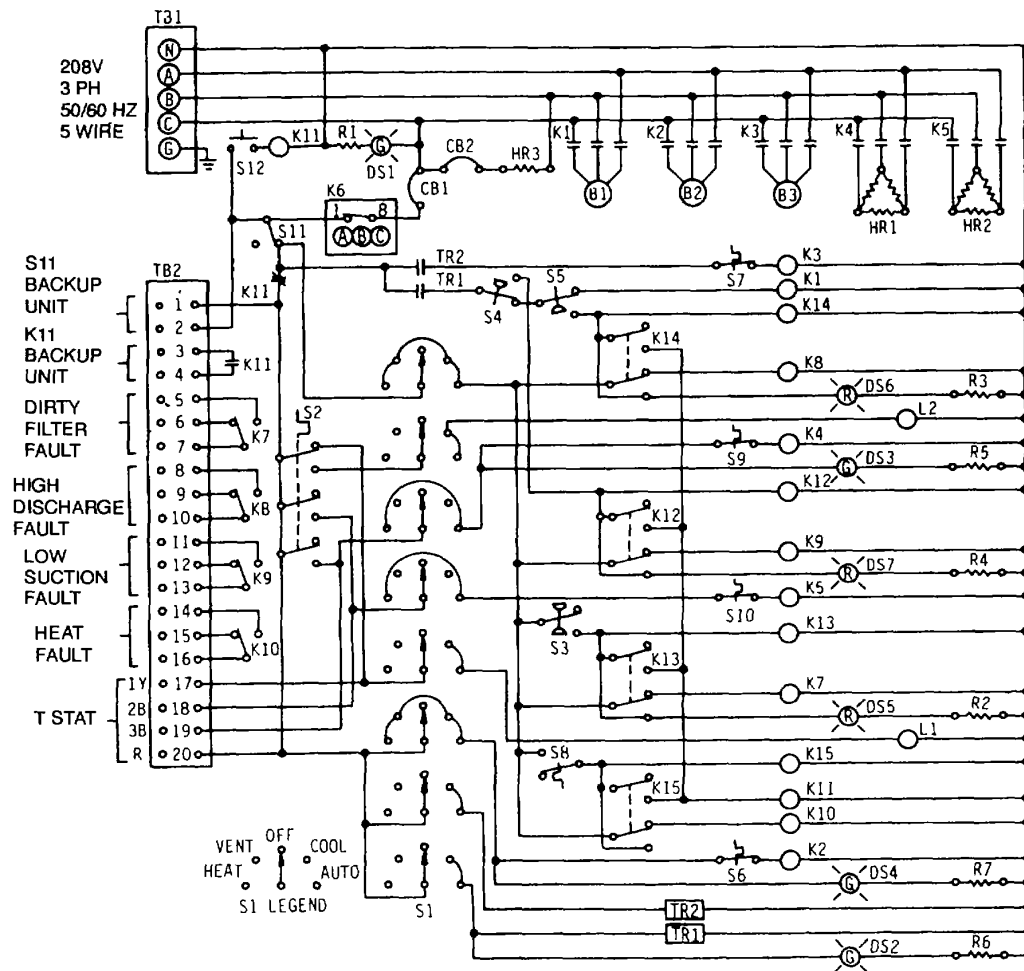 TB1
N
A
B
C
G
208V
3 PH
50/60 HZ
5 WIRE
S12
K11
R1
G
DS1
CB2
HR3
CB1
K1
K2
K3
K4
K5
B1
B2
B3
HR1
HR2
K6
1 8
A B C
S11
K11
TR2
TR1
S7
K3
S5
K1
S4
K14
S11
BACKUP
UNIT
TB2
1
2
K11
BACKUP
UNIT
3
4
K11
K14
K8
R
DS6
R3
DIRTY
FILTER
FAULT
5
6
7
K7
S2
L2
S9
K4
G
DS3
R5
HIGH
DISCHARGE
FAULT
8
9
10
K8
K12
K12
LOW
SUCTION
FAULT
11
12
13
K9
K9
R
DS7
R4
S10
K5
HEAT
FAULT
14
15
16
K10
S3
K13
K13
T STAT
1Y 17
2B 18
3B 19
R 20
K7
R
DS5
R2
L1
S8
K15
K15
K11
K10
S6
K2
G
DS4
R7
VENT OFF COOL
HEAT AUTO
S1 LEGEND
S1
TR2
TR1
G
DS2
R6